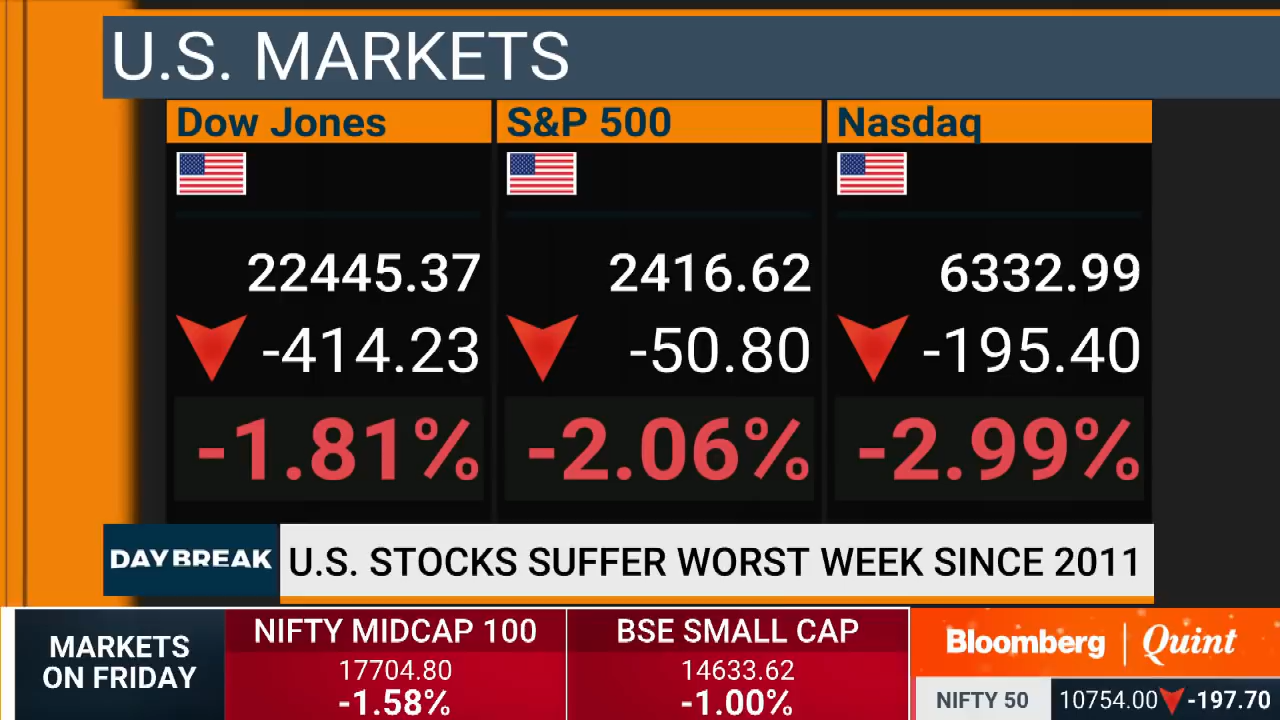 U.S. MARKETS
Dow Jones
22445.37
-414.23
-1.81%
S&P 500
2416.62
-50.80
-2.06%
Nasdaq
6332.99
-195.40
-2.99%
DAYBREAK
U.S. STOCKS SUFFER WORST WEEK SINCE 2011
MARKETS
ON FRIDAY
NIFTY MIDCAP 100
17704.80
-1.58%
BSE SMALL CAP
14633.62
-1.00%
Bloomberg | Quint
NIFTY 50 10754.00 -197.70